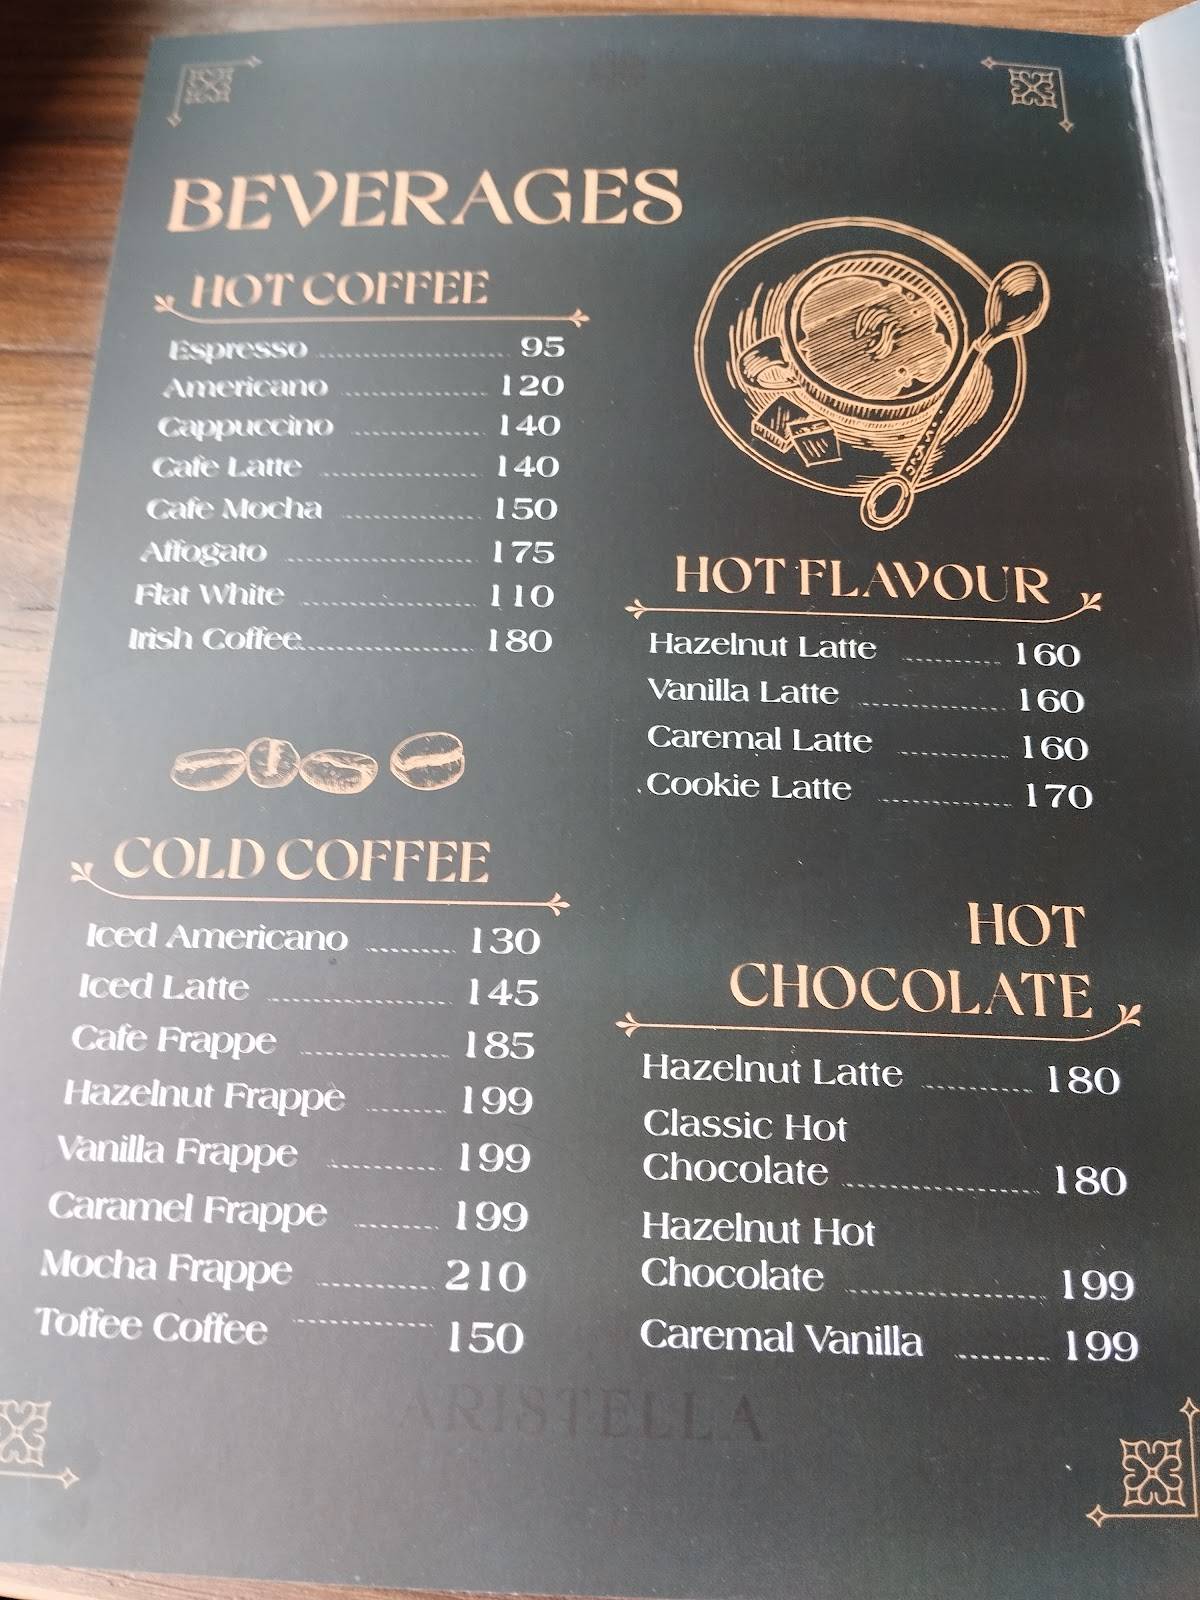 BEVERAGES
HOT COFFEE
Espresso 95
Americano 120
Cappuccino 140
Cafe Latte 140
Cafe Mocha 150
Affogato 175
Flat White 110
Irish Coffee 180
COLD COFFEE
Iced Americano 130
Iced Latte 145
Cafe Frappe 185
Hazelnut Frappe 199
Vanilla Frappe 199
Caramel Frappe 199
Mocha Frappe 210
Toffee Coffee 150
HOT FLAVOUR
Hazelnut Latte 160
Vanilla Latte 160
Caremal Latte 160
Cookie Latte 170
HOT
CHOCOLATE
Hazelnut Latte 180
Classic Hot
Chocolate 180
Hazelnut Hot
Chocolate 199
Caremal Vanilla 199
ARISTELLA